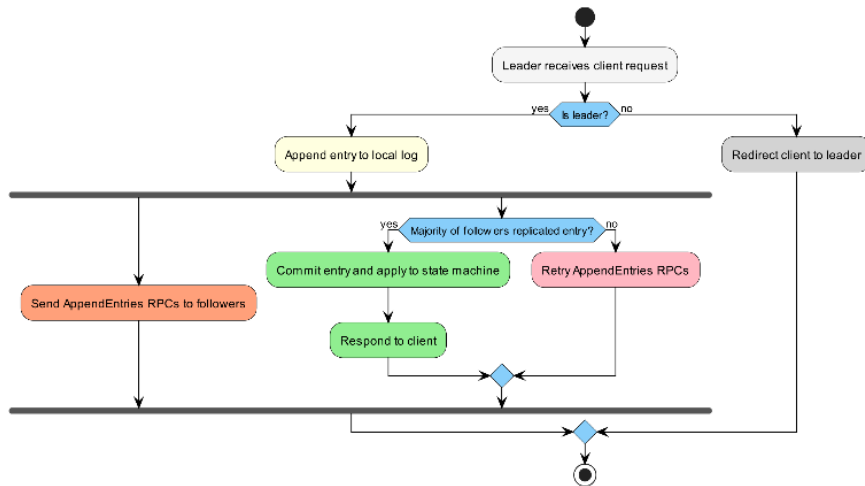 Leader receives client request
yes
Is leader?
no
Append entry to local log
Redirect client to leader
yes
Majority of followers replicated entry?
no
Commit entry and apply to state machine
Retry AppendEntries RPCs
Send AppendEntries RPCs to followers
Respond to client